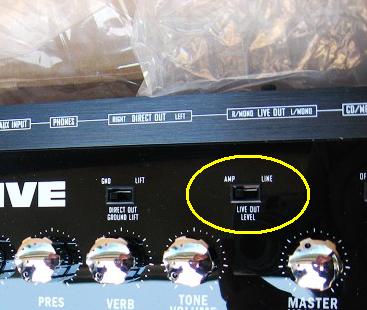 AUX INPUT PHONES RIGHT DIRECT OUT LEFT R/MONO LIVE OUT L/MONO
GND LIFT AMP LINE
IVE DIRECT OUT LIVE OUT
GROUND LIFT LEVEL
PRES VERB TONE MASTER
VOLUME